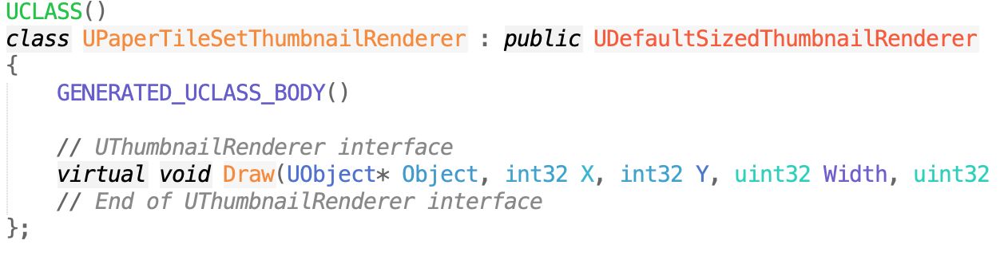 UCLASS()
class UPaperTileSetThumbnailRenderer : public UDefaultSizedThumbnailRenderer
{
GENERATED_UCLASS_BODY()
// UThumbnailRenderer interface
virtual void Draw(UObject* Object, int32 X, int32 Y, uint32 Width, uint32
// End of UThumbnailRenderer interface
};